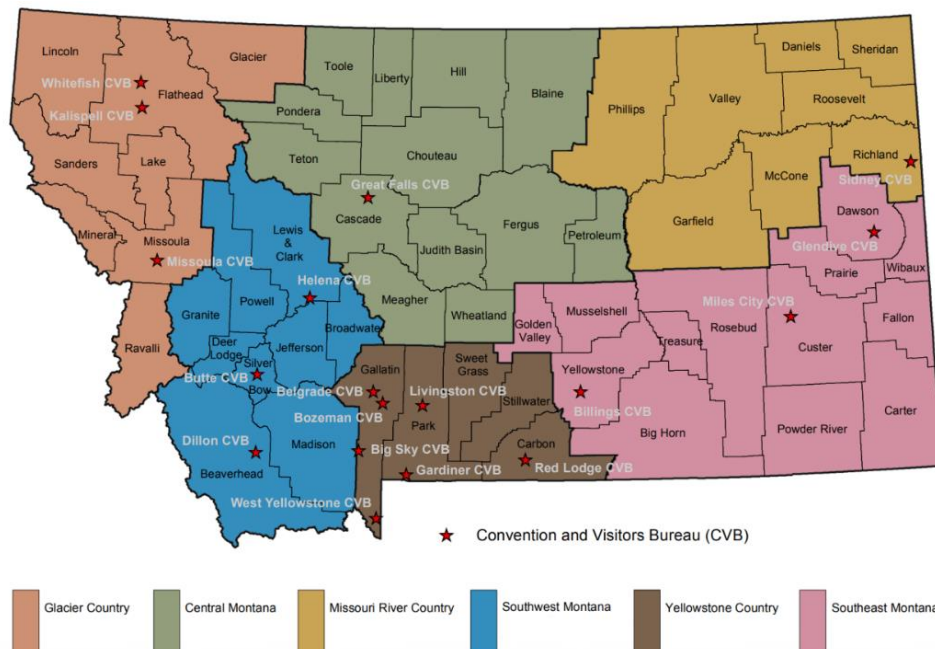 Lincoln
Glacier
Whitefish CVB
Flathead
Kalispell CVB
Sanders
Lake
Mineral
Missoula
Missoula CVB
Ravalli
Toole
Liberty
Hill
Blaine
Pondera
Teton
Chouteau
Great Falls CVB
Cascade
Judith Basin
Fergus
Petroleum
Meagher
Wheatland
Phillips
Valley
Daniels
Sheridan
Roosevelt
Richland
Sidney CVB
McCone
Garfield
Lewis
&
Clark
Helena CVB
Powell
Granite
Broadwate
Deer
Lodge
Jefferson
Silver
Bow
Butte CVB
Dillon CVB
Beaverhead
Madison
Gallatin
Belgrade CVB
Bozeman CVB
Livingston CVB
Park
Sweet
Grass
Stillwater
Carbon
Big Sky CVB
Gardiner CVB
Red Lodge CVB
West Yellowstone CVB
Golden
Valley
Musselshell
Yellowstone
Billings CVB
Treasure
Rosebud
Big Horn
Miles City CVB
Custer
Powder River
Carter
Fallon
Wibaux
Prairie
Dawson
Glendive CVB
Convention and Visitors Bureau (CVB)
Glacier Country
Central Montana
Missouri River Country
Southwest Montana
Yellowstone Country
Southeast Montana